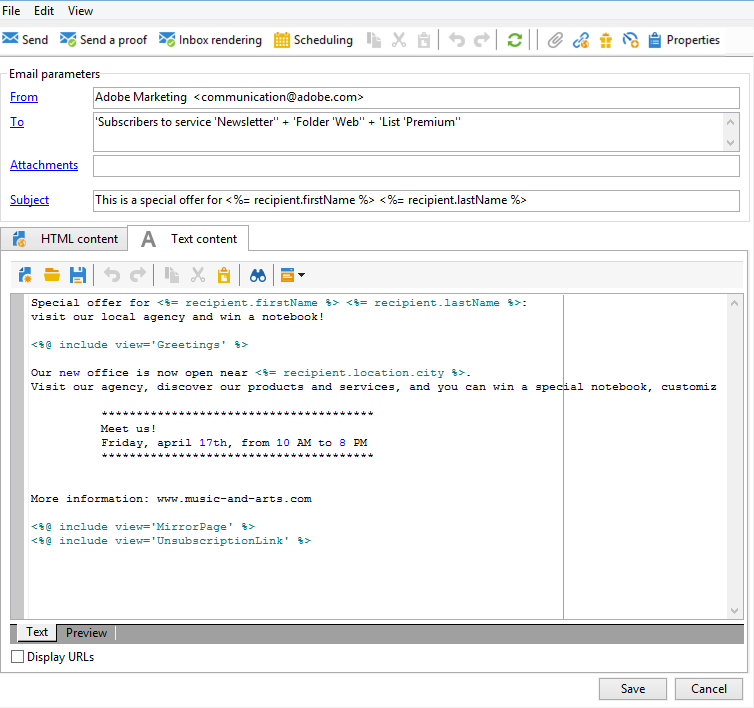 File Edit View
Send Send a proof Inbox rendering Scheduling Properties
Email parameters
From Adobe Marketing <communication@adobe.com>
To 'Subscribers to service 'Newsletter'' + 'Folder 'Web'' + 'List 'Premium''
Attachments
Subject This is a special offer for <%= recipient.firstName %> <%= recipient.lastName %>
HTML content A Text content
Special offer for <%= recipient.firstName %> <%= recipient.lastName %>:
visit our local agency and win a notebook!
<%@ include view='Greetings' %>
Our new office is now open near <%= recipient.location.city %>.
Visit our agency, discover our products and services, and you can win a special notebook, customiz
***************************************
Meet us!
Friday, april 17th, from 10 AM to 8 PM
***************************************
More information: www.music-and-arts.com
<%@ include view='MirrorPage' %>
<%@ include view='UnsubscriptionLink' %>
Text Preview
Display URLs
Save Cancel